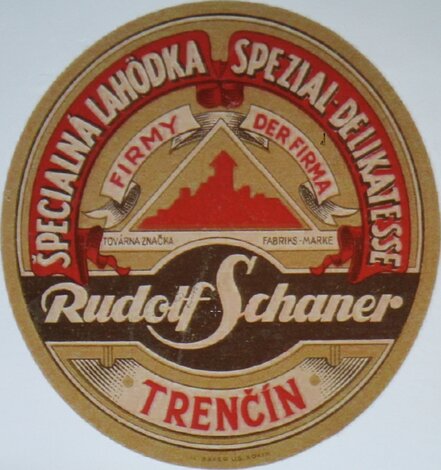 ŠPECIALNÁ LAHÔDKA SPEZIAL-DELIKATESSE
FIRMY DER FIRMA
TOVÁRNA ZNAČKA FABRIKS-MARKE
Rudolf Schaner
TRENČÍN